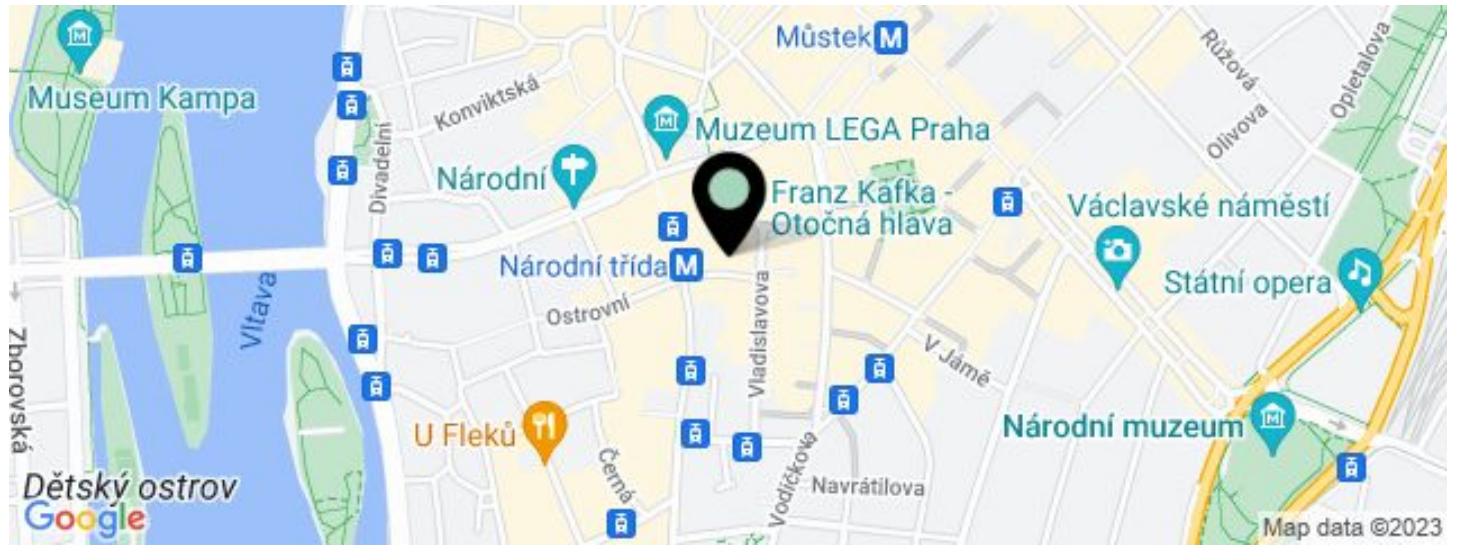 Můstek
M
Růžová
Opletalova
Museum Kampa
Konviktská
Olivova
Muzeum LEGA Praha
Divadelní
Národní
Franz Kafka -
Otočná hlava
Václavské náměstí
Národní třída
M
Státní opera
Vltava
Ostrovní
Vladislavova
V Jámě
Zborovská
U Fleků
Národní muzeum
Černá
Vodičkova
Navrátilova
Dětský ostrov
Google
Map data ©2023